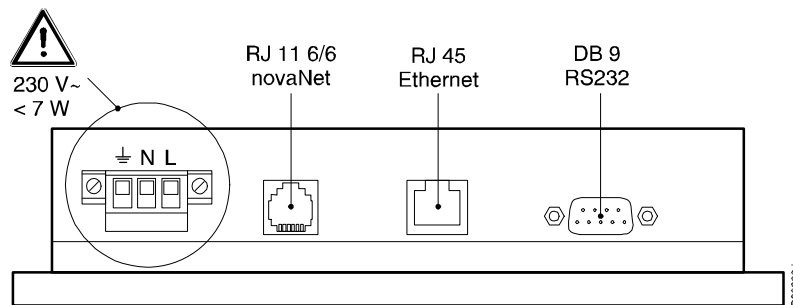 230 V~
< 7 W
RJ 11 6/6
novaNet
RJ 45
Ethernet
DB 9
RS232
⏚ N L